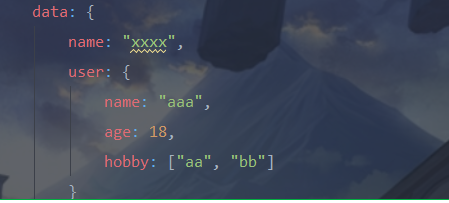 data: {
name: "xxxx",
user: {
name: "aaa",
age: 18,
hobby: ["aa", "bb"]
}